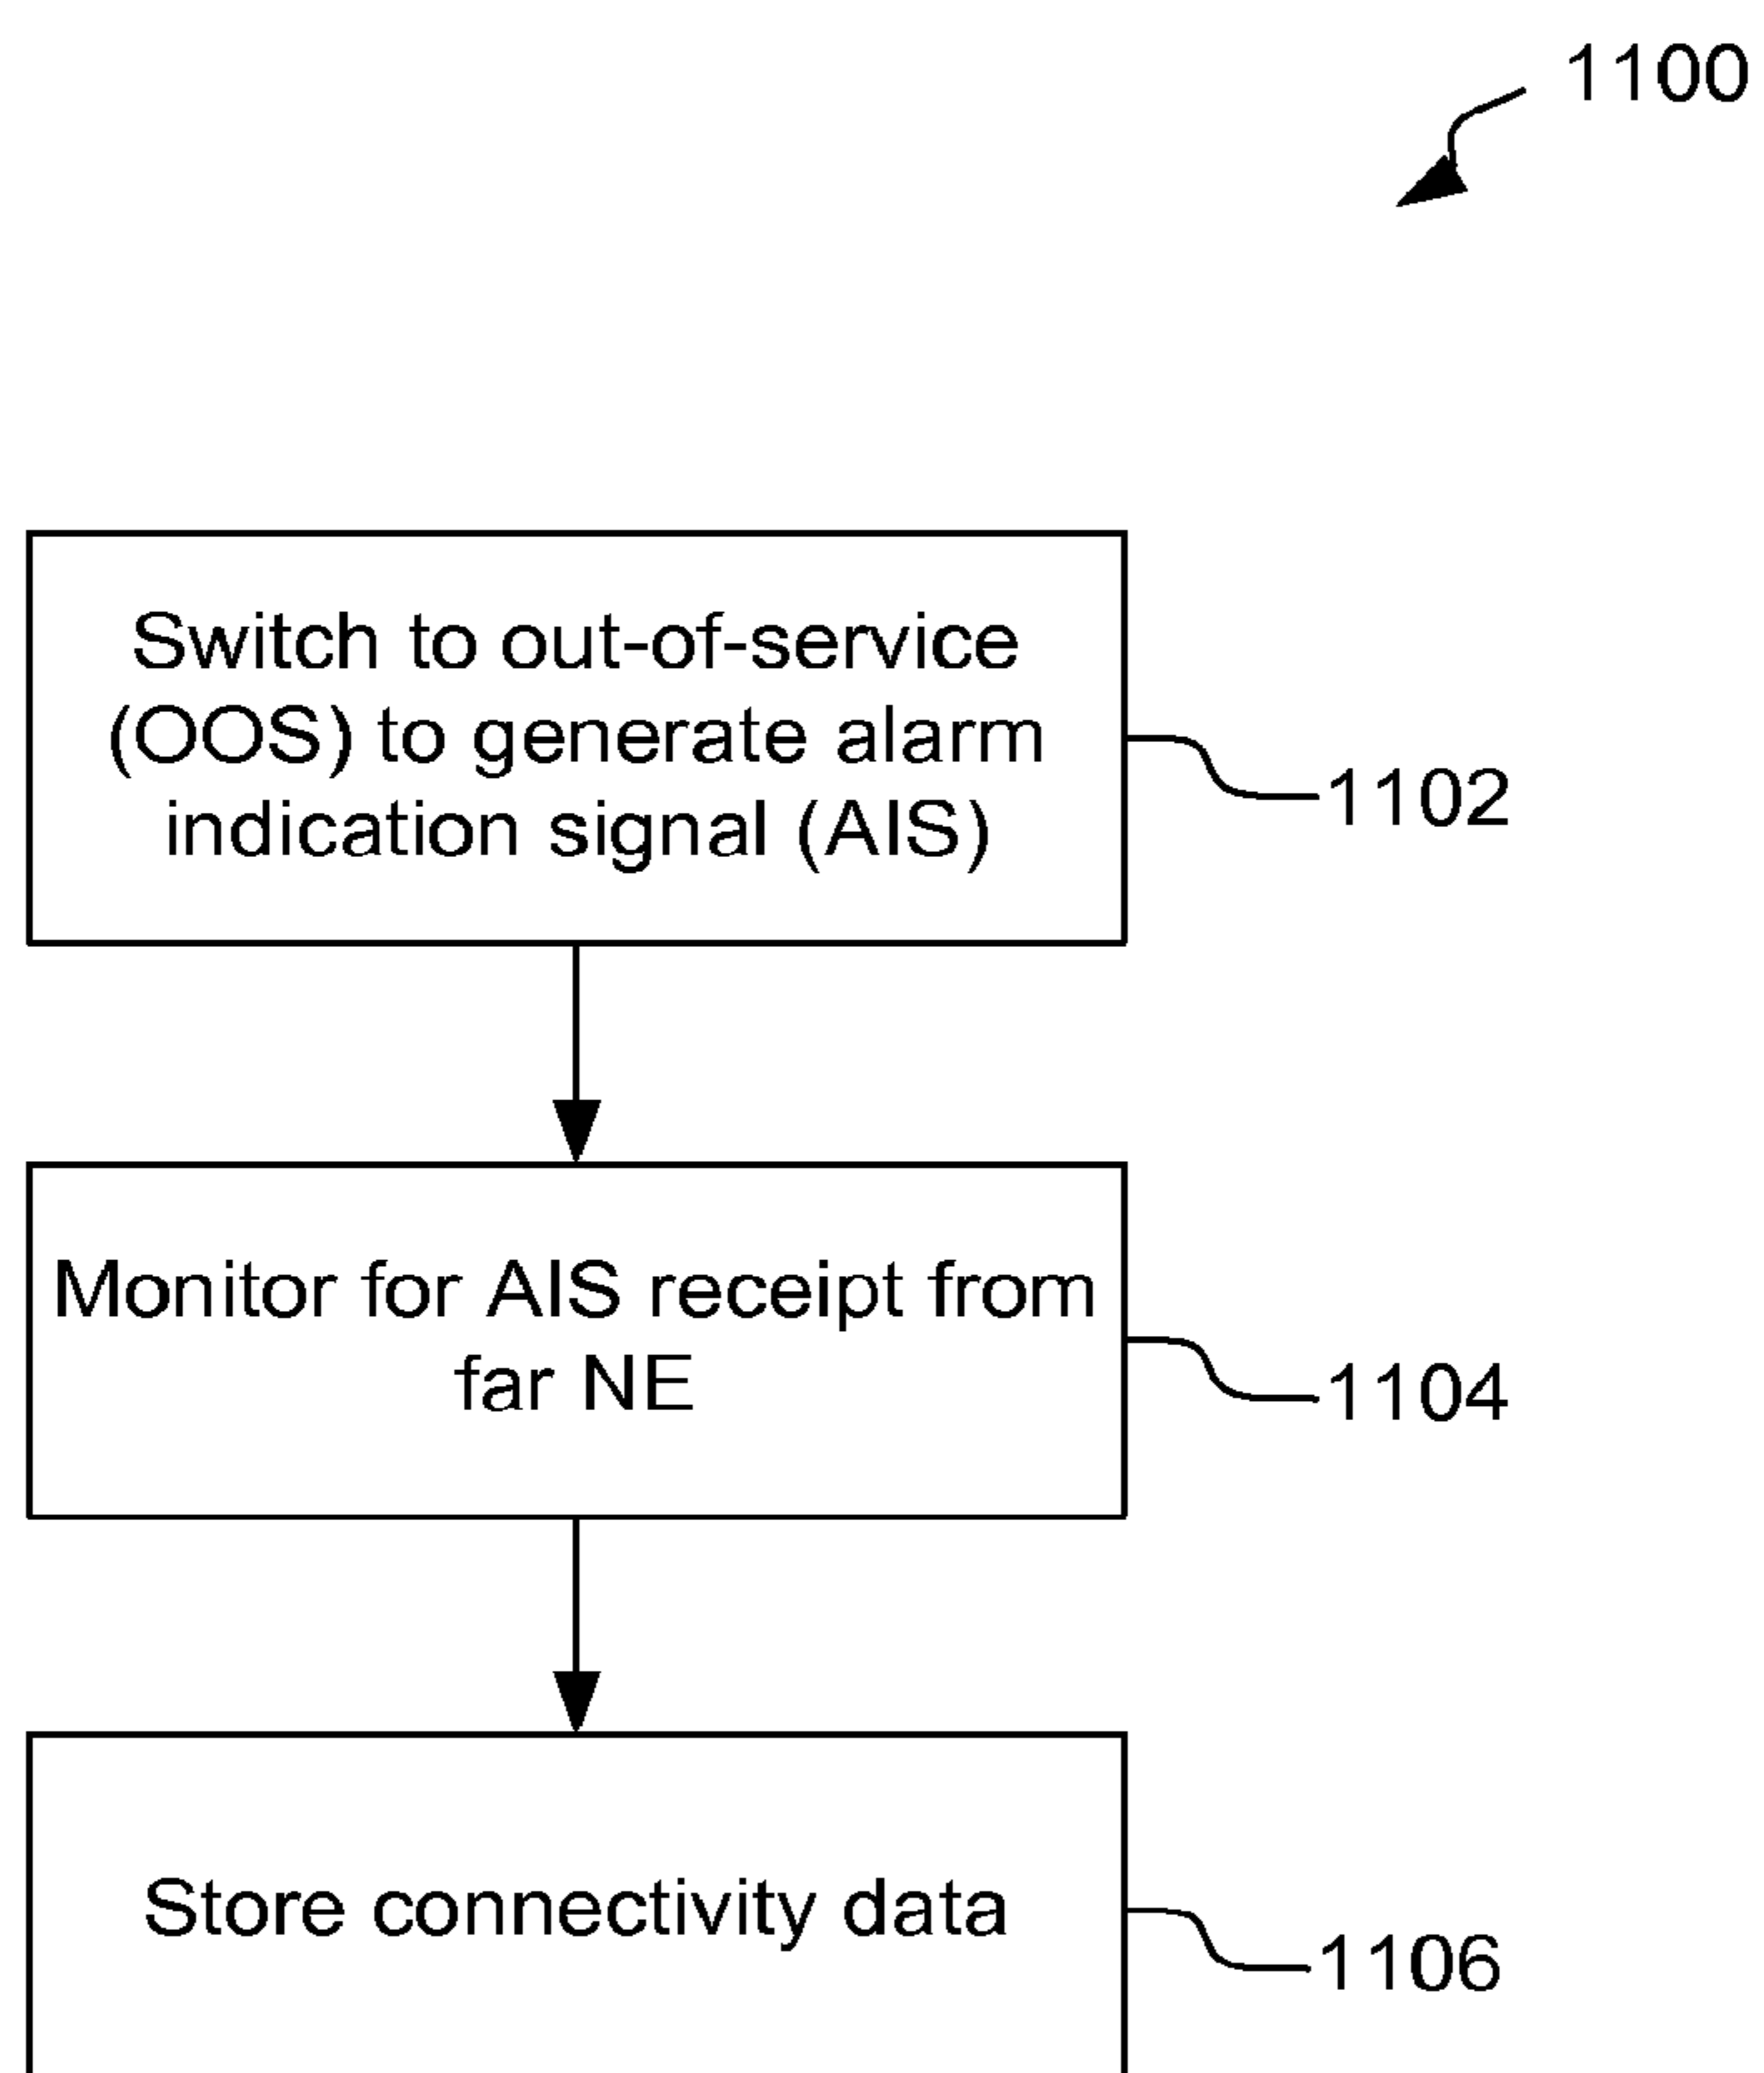 1100
Switch to out-of-service
(OOS) to generate alarm
indication signal (AIS)
1102
Monitor for AIS receipt from
far NE
1104
Store connectivity data
1106